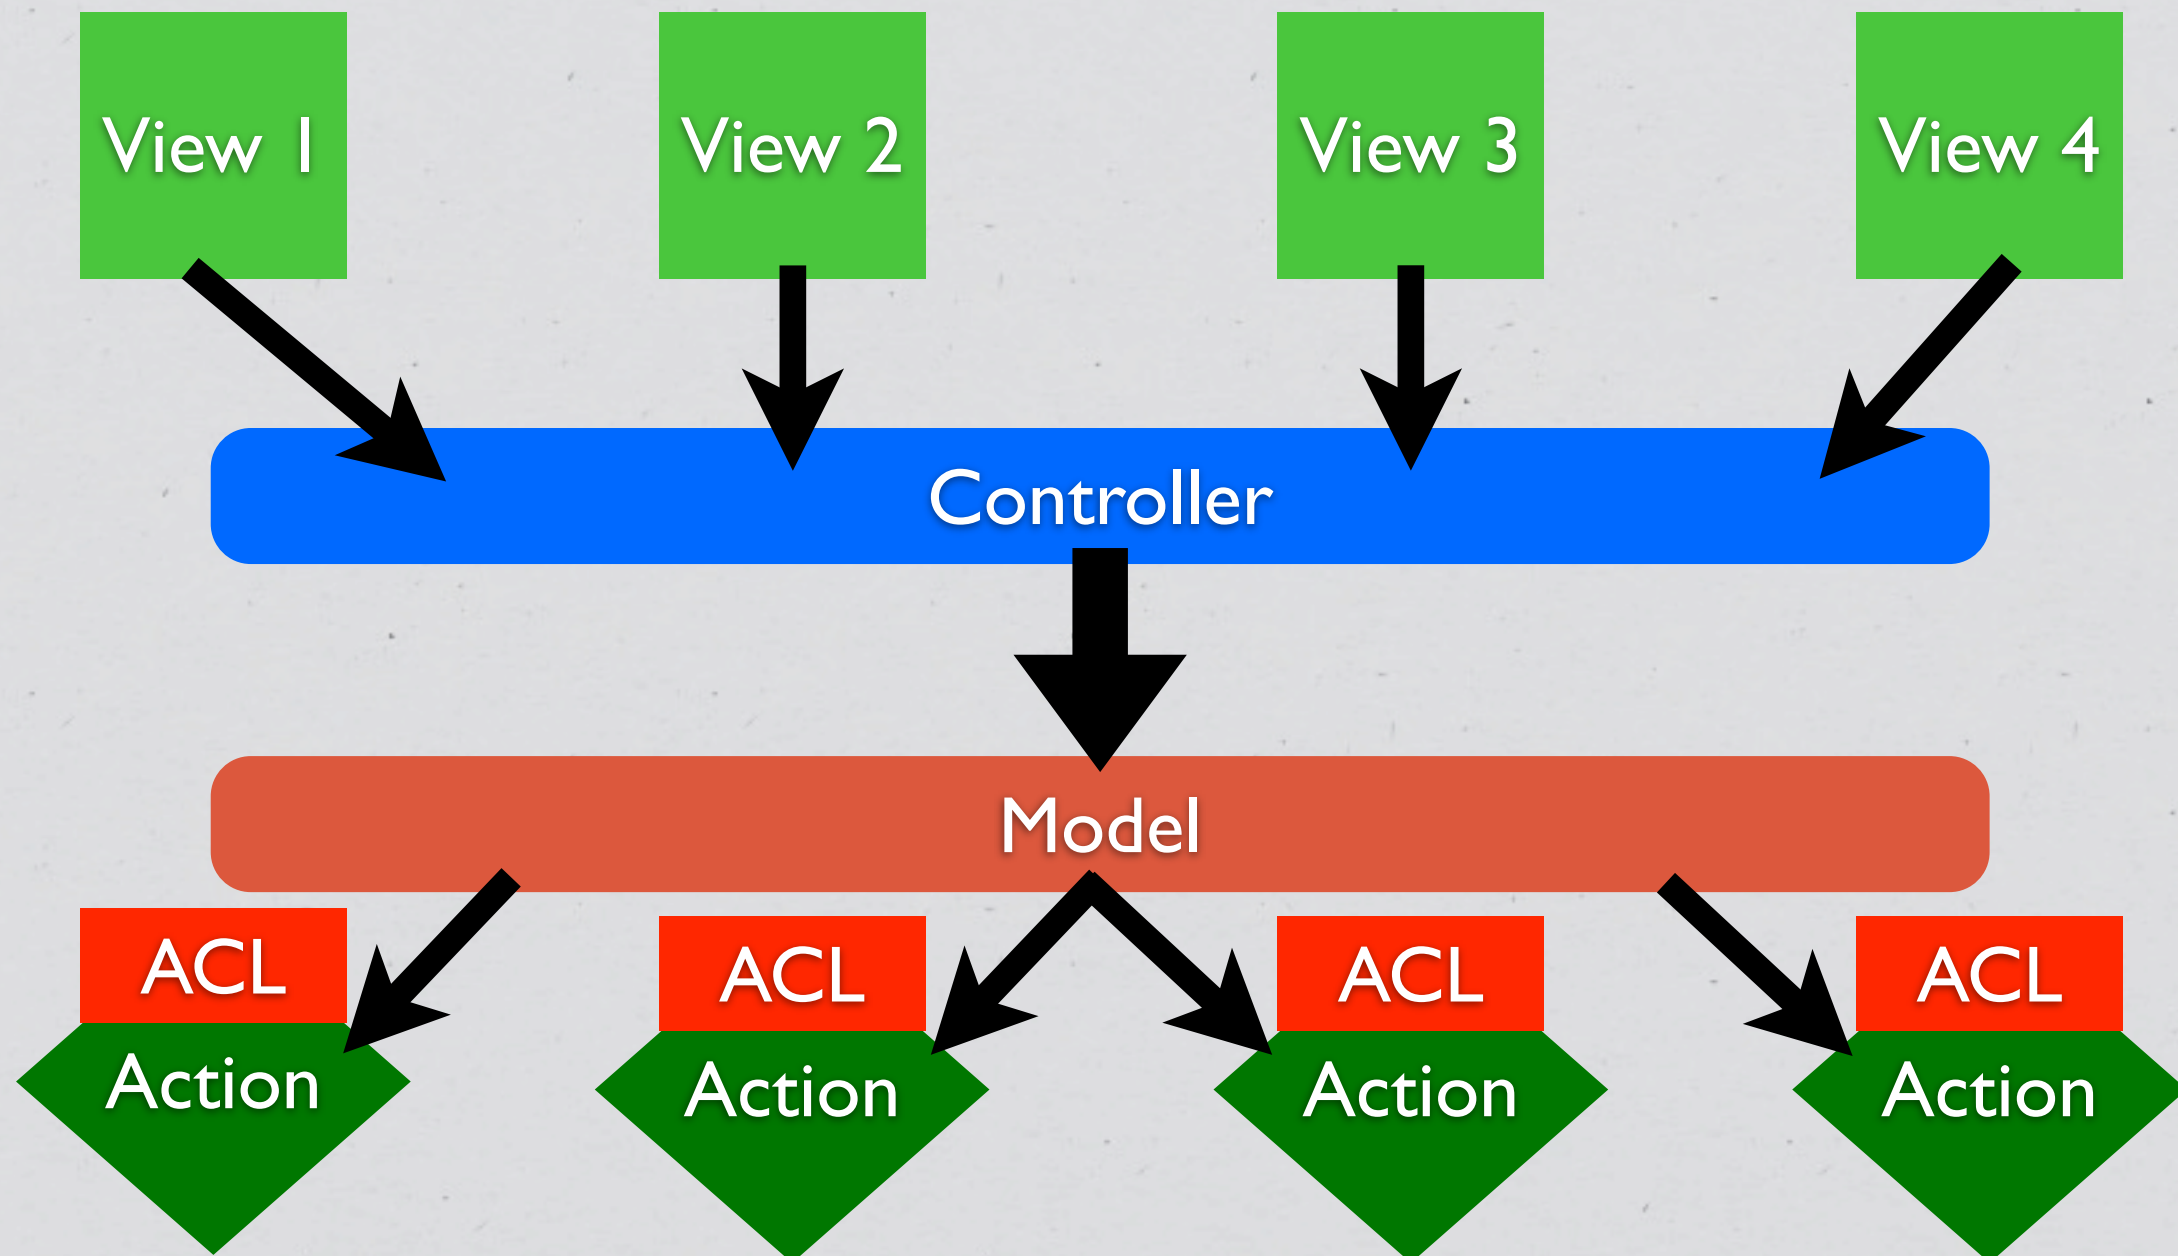 View 1
View 2
View 3
View 4
Controller
Model
ACL
ACL
ACL
ACL
Action
Action
Action
Action